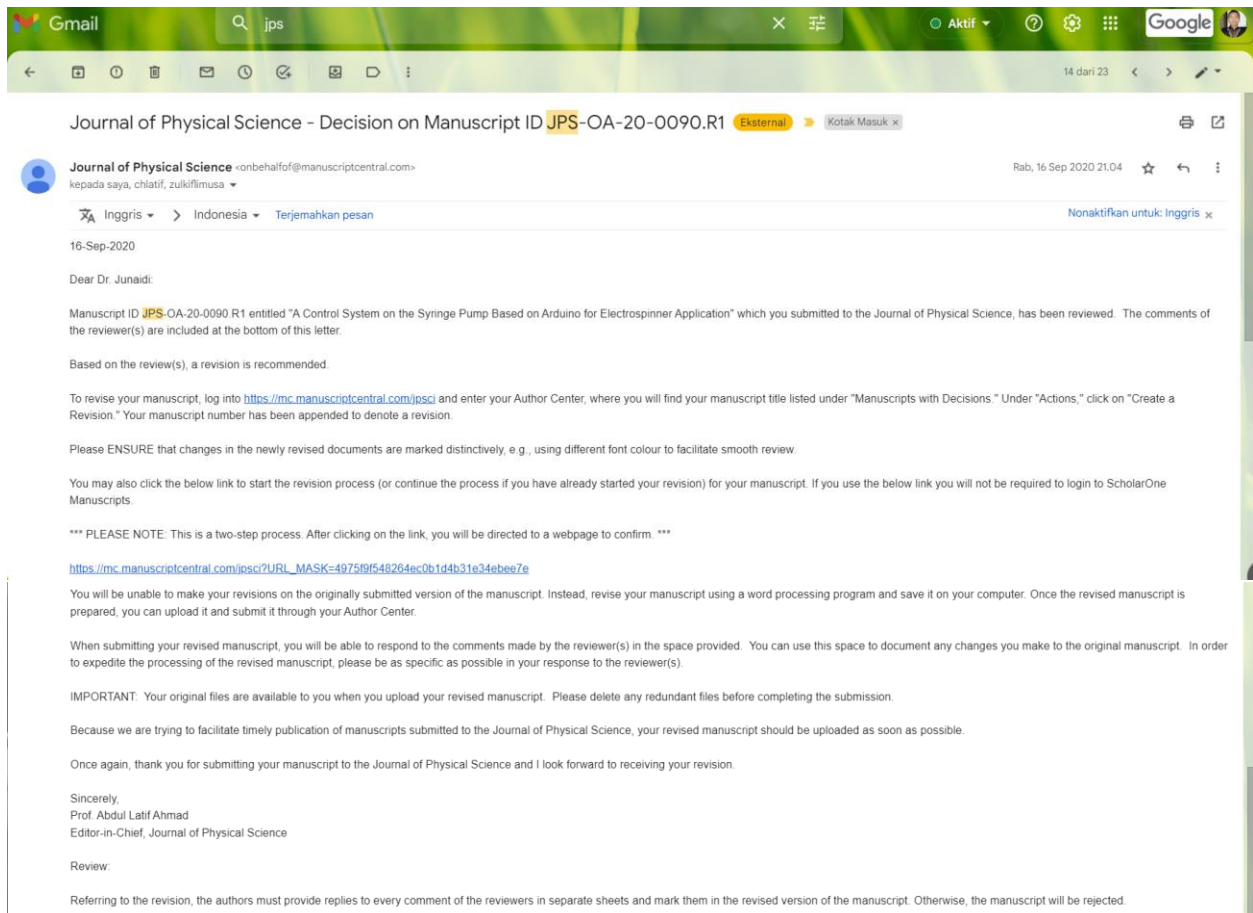 Gmail
jps
Aktif
Google
14 dari 23
Journal of Physical Science - Decision on Manuscript ID JPS-OA-20-0090.R1 Eksternal Kotak Masuk ×
Journal of Physical Science <onbehalfof@manuscriptcentral.com>
Rab, 16 Sep 2020 21.04
kepada saya, chlatif, zulkiflimusa
Inggris > Indonesia Terjemahkan pesan
Nonaktifkan untuk: Inggris ×
16-Sep-2020
Dear Dr. Junaidi:
Manuscript ID JPS-OA-20-0090.R1 entitled "A Control System on the Syringe Pump Based on Arduino for Electrospinner Application" which you submitted to the Journal of Physical Science, has been reviewed. The comments of
the reviewer(s) are included at the bottom of this letter.
Based on the review(s), a revision is recommended.
To revise your manuscript, log into https://mc.manuscriptcentral.com/jpsci and enter your Author Center, where you will find your manuscript title listed under "Manuscripts with Decisions." Under "Actions," click on "Create a
Revision." Your manuscript number has been appended to denote a revision.
Please ENSURE that changes in the newly revised documents are marked distinctively, e.g., using different font colour to facilitate smooth review.
You may also click the below link to start the revision process (or continue the process if you have already started your revision) for your manuscript. If you use the below link you will not be required to login to ScholarOne
Manuscripts.
*** PLEASE NOTE: This is a two-step process. After clicking on the link, you will be directed to a webpage to confirm. ***
https://mc.manuscriptcentral.com/jpsci?URL_MASK=4975f9f548264ec0b1d4b31e34ebee7e
You will be unable to make your revisions on the originally submitted version of the manuscript. Instead, revise your manuscript using a word processing program and save it on your computer. Once the revised manuscript is
prepared, you can upload it and submit it through your Author Center.
When submitting your revised manuscript, you will be able to respond to the comments made by the reviewer(s) in the space provided. You can use this space to document any changes you make to the original manuscript. In order
to expedite the processing of the revised manuscript, please be as specific as possible in your response to the reviewer(s).
IMPORTANT: Your original files are available to you when you upload your revised manuscript. Please delete any redundant files before completing the submission.
Because we are trying to facilitate timely publication of manuscripts submitted to the Journal of Physical Science, your revised manuscript should be uploaded as soon as possible.
Once again, thank you for submitting your manuscript to the Journal of Physical Science and I look forward to receiving your revision.
Sincerely,
Prof. Abdul Latif Ahmad
Editor-in-Chief, Journal of Physical Science
Review:
Referring to the revision, the authors must provide replies to every comment of the reviewers in separate sheets and mark them in the revised version of the manuscript. Otherwise, the manuscript will be rejected.